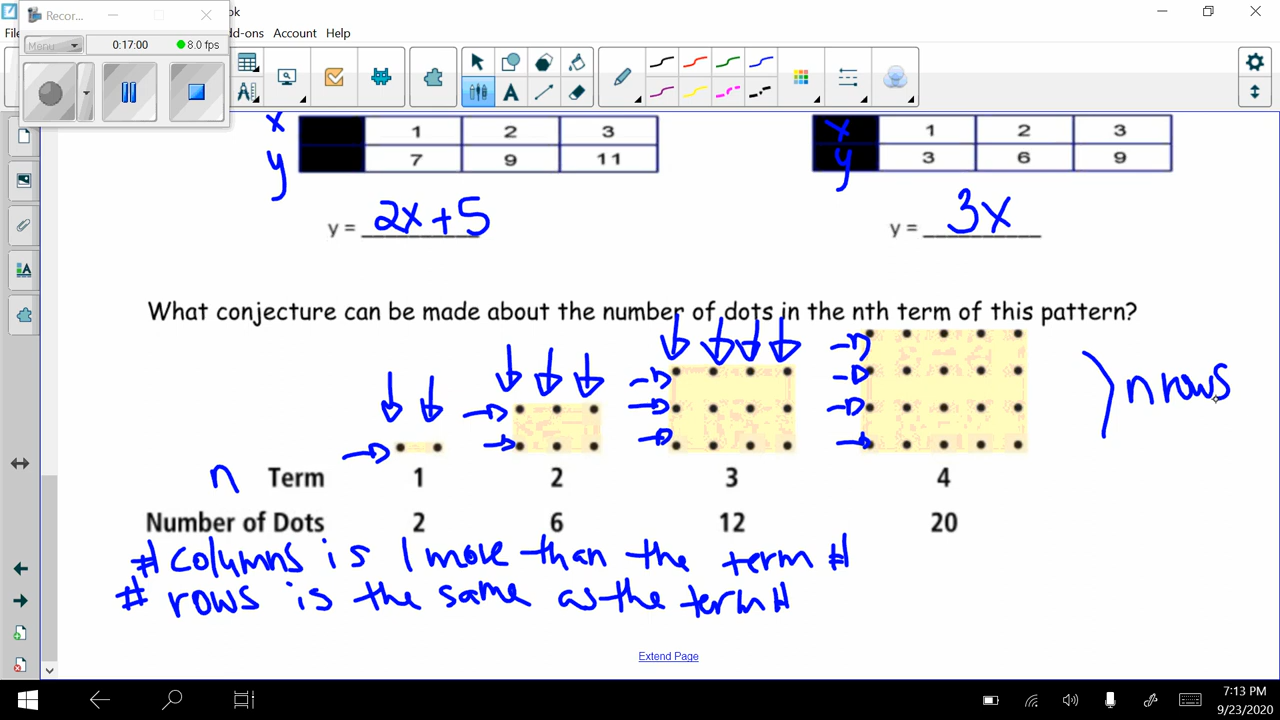 Recor...
ok
File
dd-ons Account Help
Menu 0:17:00 8.0 fps
x 1 2 3
y 7 9 11
x 1 2 3
y 3 6 9
y = 2x+5
y = 3x
What conjecture can be made about the number of dots in the nth term of this pattern?
n rows
n Term 1 2 3 4
Number of Dots 2 6 12 20
# columns is 1 more than the term #
# rows is the same as the term #
Extend Page
7:13 PM
9/23/2020